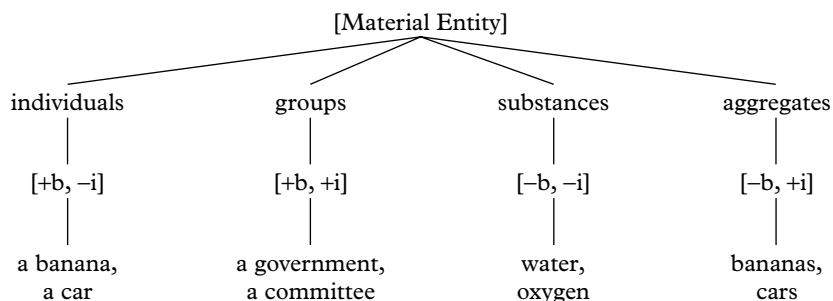 [Material Entity]
individuals groups substances aggregates
[+b, –i] [+b, +i] [–b, –i] [–b, +i]
a banana, a government, water, bananas,
a car a committee oxygen cars